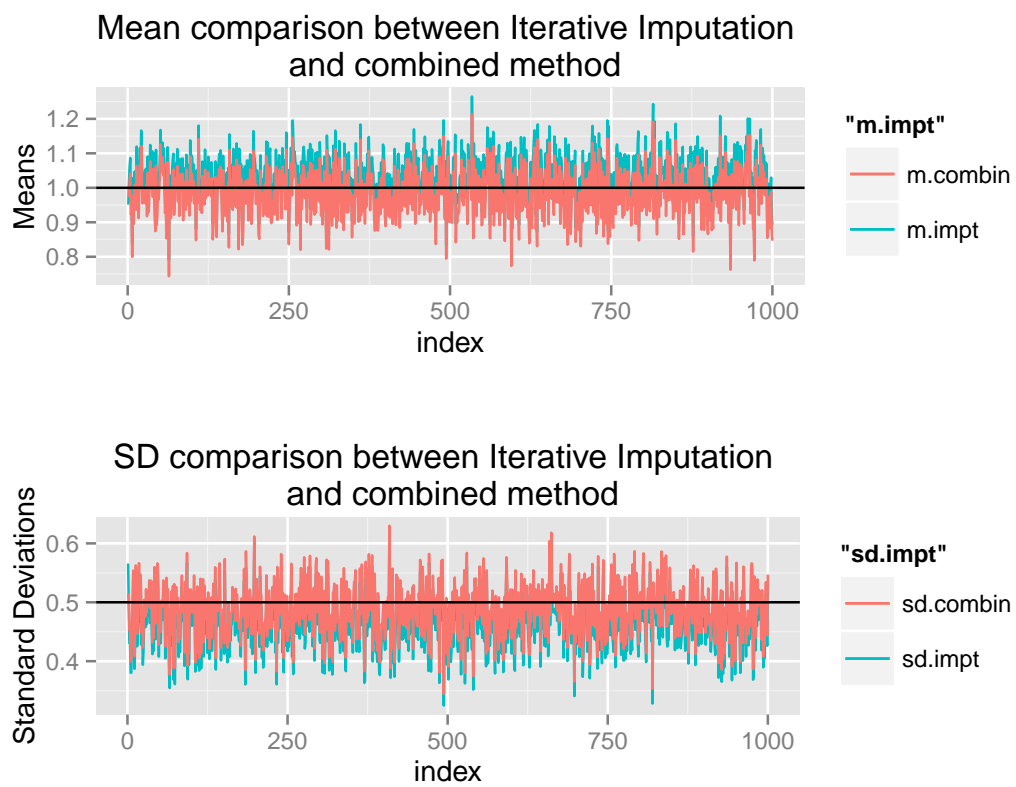 Mean comparison between Iterative Imputation
and combined method
1.2
1.1
1.0
0.9
0.8
Means
0
250
500
750
1000
index
"m.impt"
m.combin
m.impt
SD comparison between Iterative Imputation
and combined method
0.6
0.5
0.4
Standard Deviations
0
250
500
750
1000
index
"sd.impt"
sd.combin
sd.impt